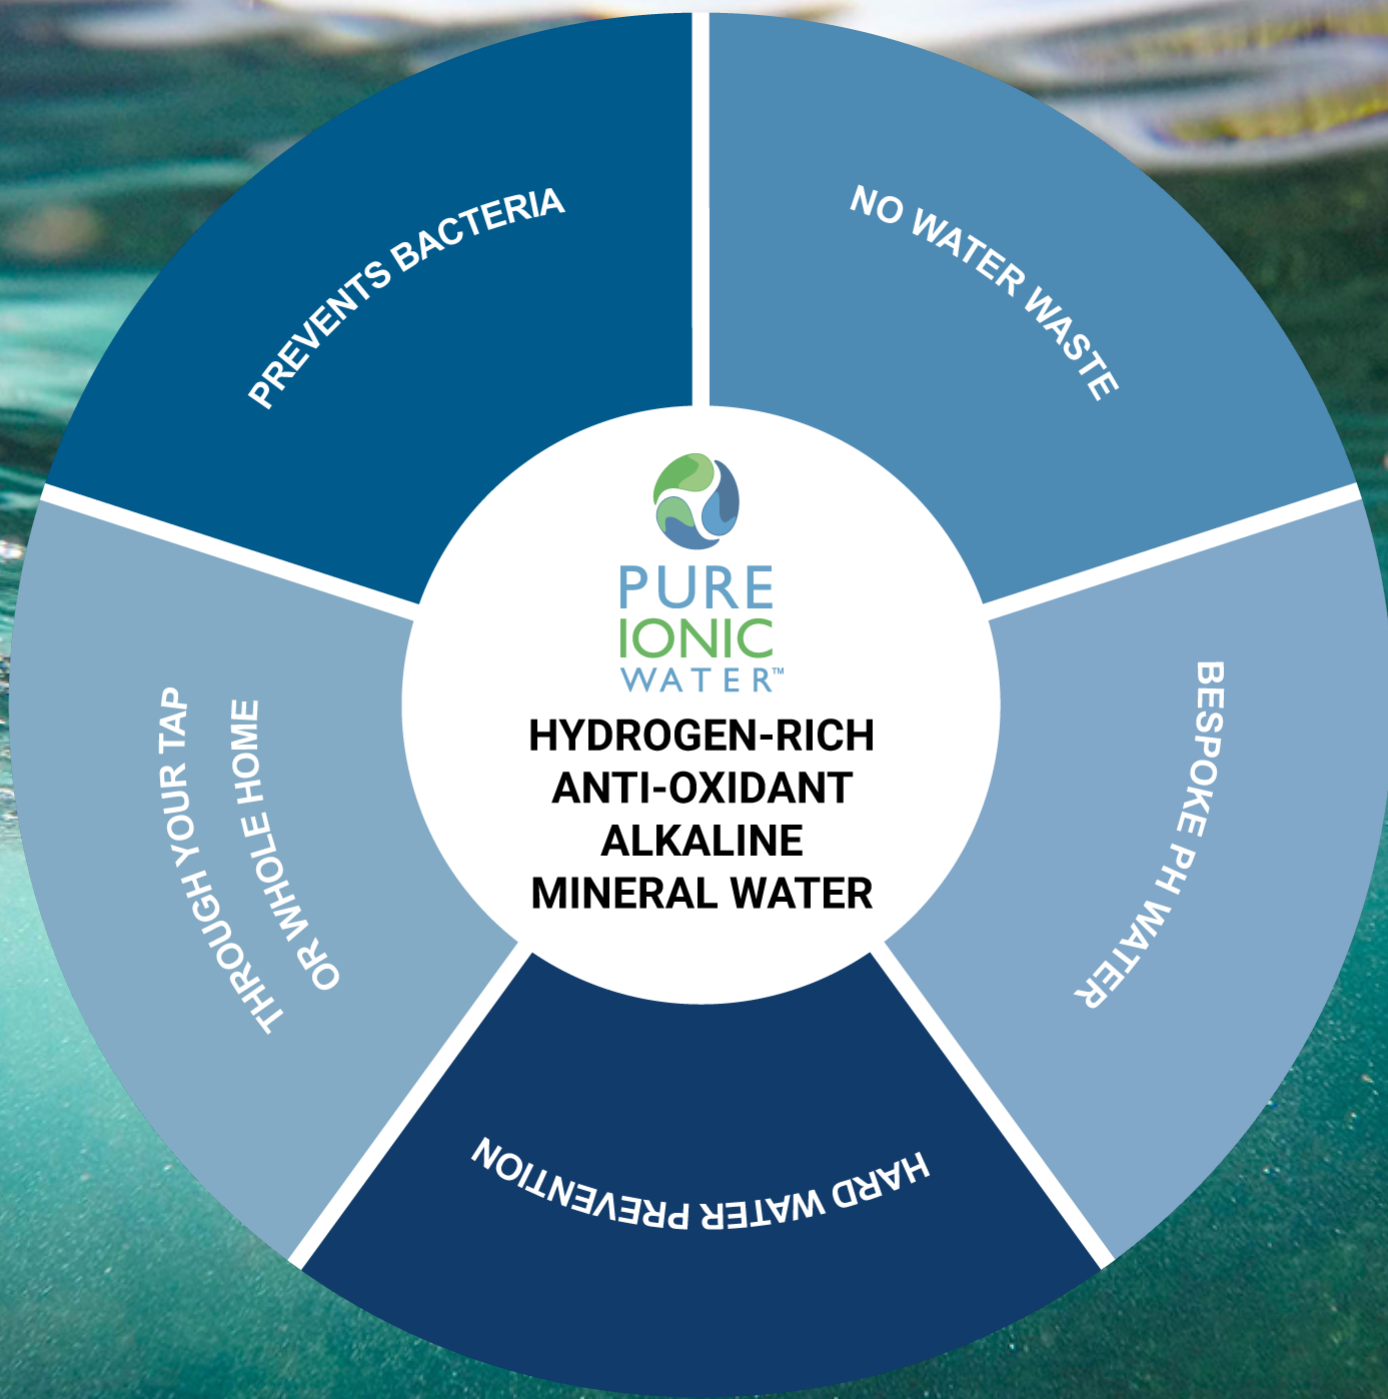 PREVENTS BACTERIA
NO WATER WASTE
BESPOKE PH WATER
HARD WATER PREVENTION
THROUGH YOUR TAP
OR WHOLE HOME
PURE
IONIC
WATER™
HYDROGEN-RICH
ANTI-OXIDANT
ALKALINE
MINERAL WATER